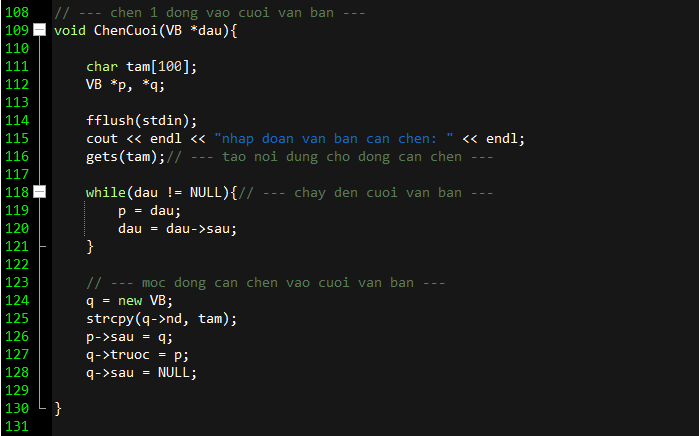 108 // --- chen 1 dong vao cuoi van ban ---
109 void ChenCuoi(VB *dau){
110
111     char tam[100];
112     VB *p, *q;
113
114     fflush(stdin);
115     cout << endl << "nhap doan van ban can chen: " << endl;
116     gets(tam);// --- tao noi dung cho dong can chen ---
117
118     while(dau != NULL){// --- chay den cuoi van ban ---
119         p = dau;
120         dau = dau->sau;
121     }
122
123     // --- moc dong can chen vao cuoi van ban ---
124     q = new VB;
125     strcpy(q->nd, tam);
126     p->sau = q;
127     q->truoc = p;
128     q->sau = NULL;
129
130 }
131